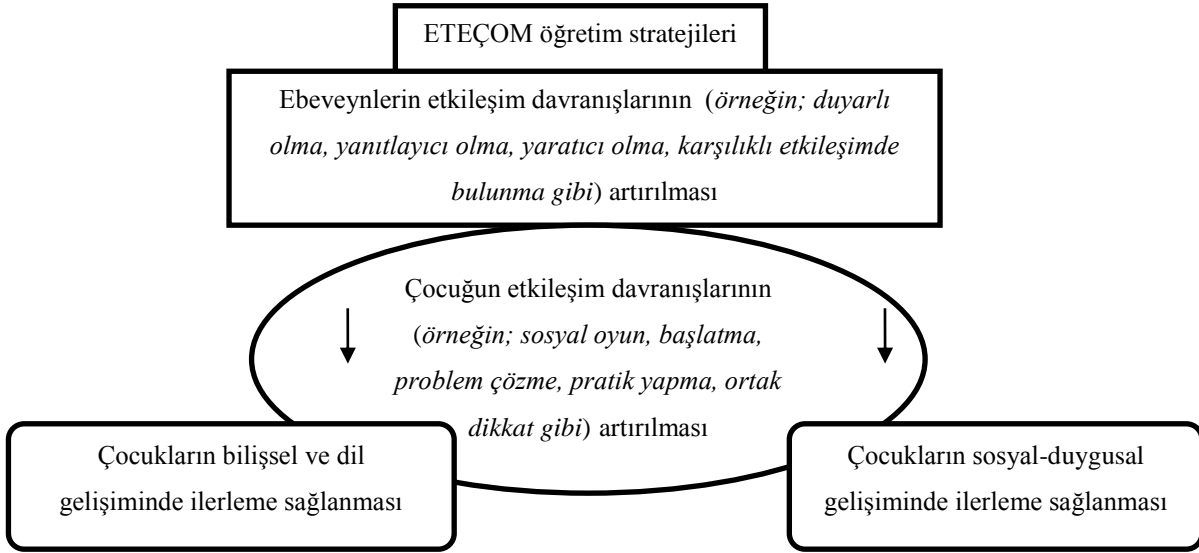 ETEÇOM öğretim stratejileri
Ebeveynlerin etkileşim davranışlarının (örneğin; duyarlı
olma, yanıtlayıcı olma, yaratıcı olma, karşılıklı etkileşimde
bulunma gibi) artırılması
Çocuğun etkileşim davranışlarının
(örneğin; sosyal oyun, başlatma,
problem çözme, pratik yapma, ortak
dikkat gibi) artırılması
Çocukların bilişsel ve dil
gelişiminde ilerleme sağlanması
Çocukların sosyal-duygusal
gelişiminde ilerleme sağlanması